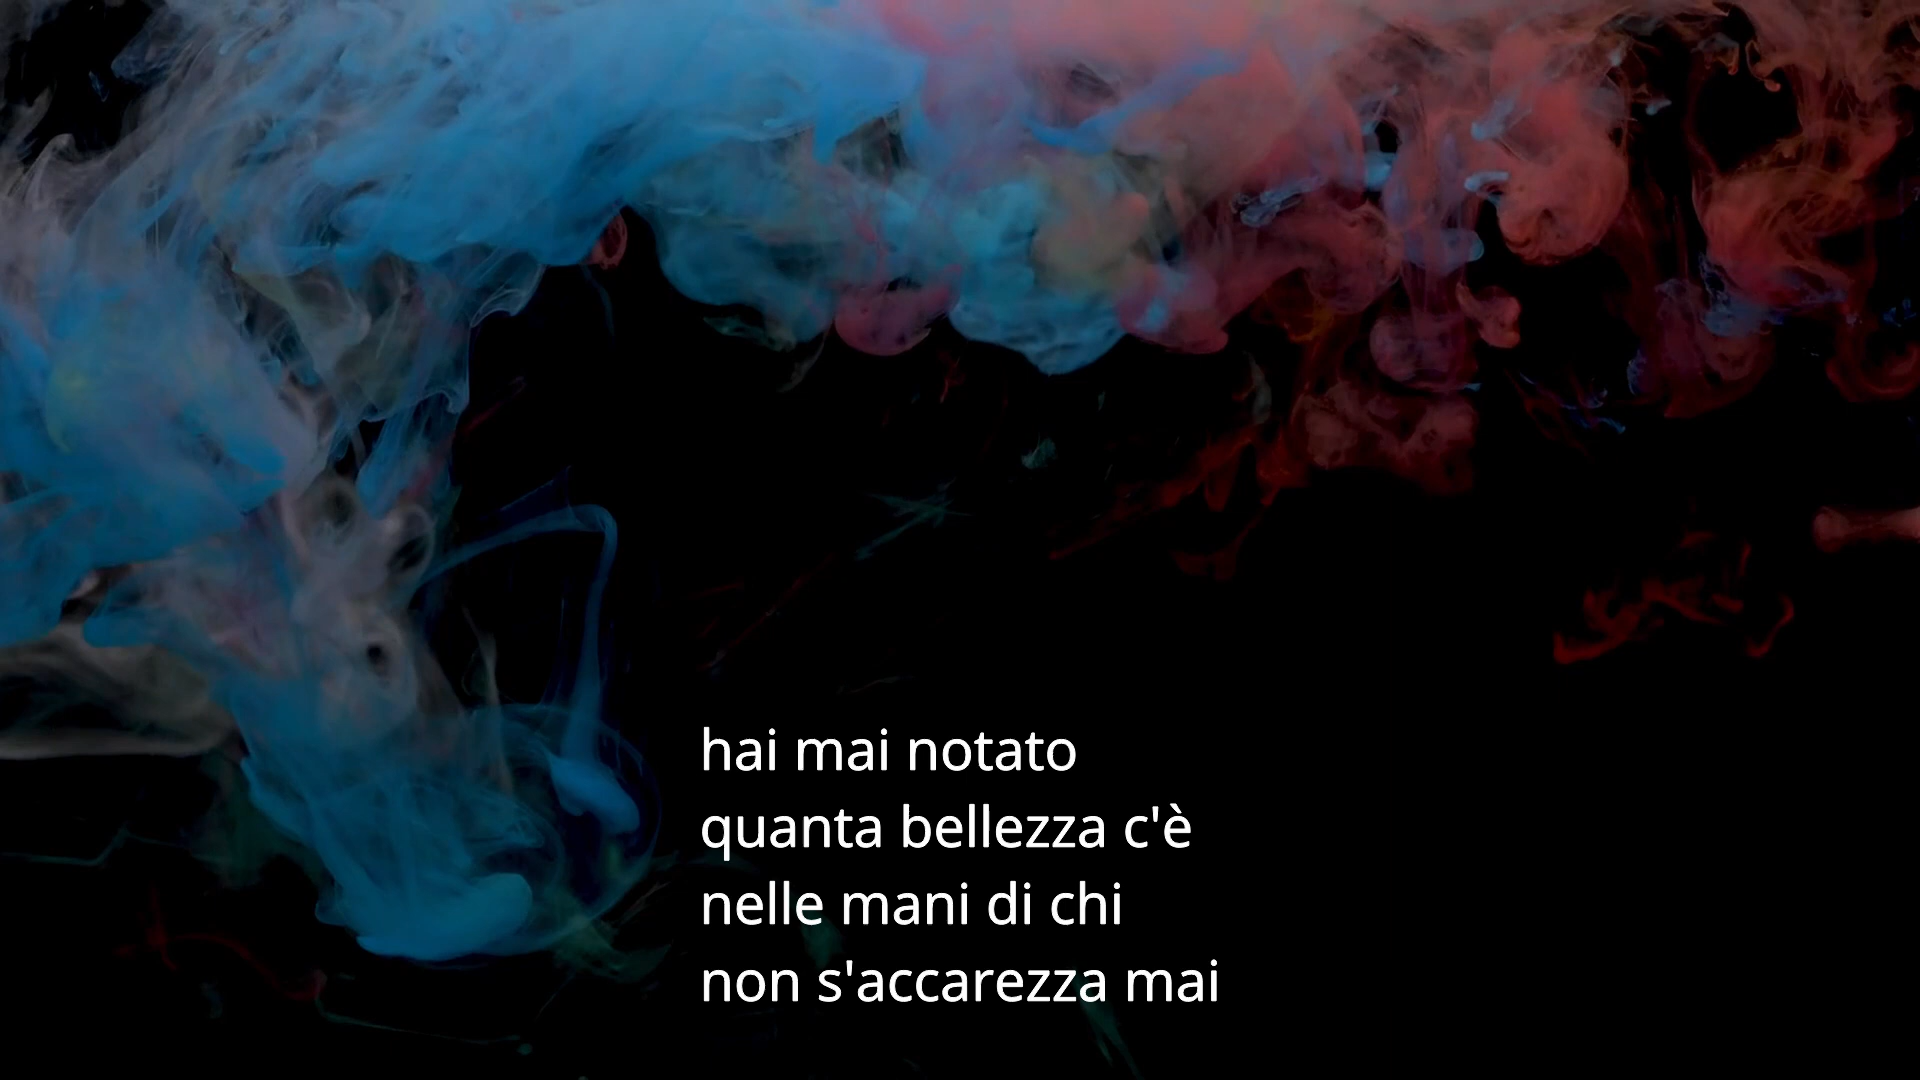 hai mai notato
quanta bellezza c'è
nelle mani di chi
non s'accarezza mai